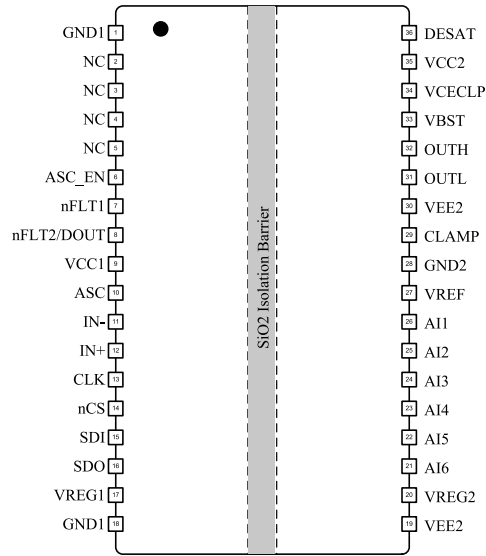 GND1 1
NC 2
NC 3
NC 4
NC 5
ASC_EN 6
nFLT1 7
nFLT2/DOUT 8
VCC1 9
ASC 10
IN- 11
IN+ 12
CLK 13
nCS 14
SDI 15
SDO 16
VREG1 17
GND1 18
SiO2 Isolation Barrier
36 DESAT
35 VCC2
34 VCECLP
33 VBST
32 OUTH
31 OUTL
30 VEE2
29 CLAMP
28 GND2
27 VREF
26 AI1
25 AI2
24 AI3
23 AI4
22 AI5
21 AI6
20 VREG2
19 VEE2